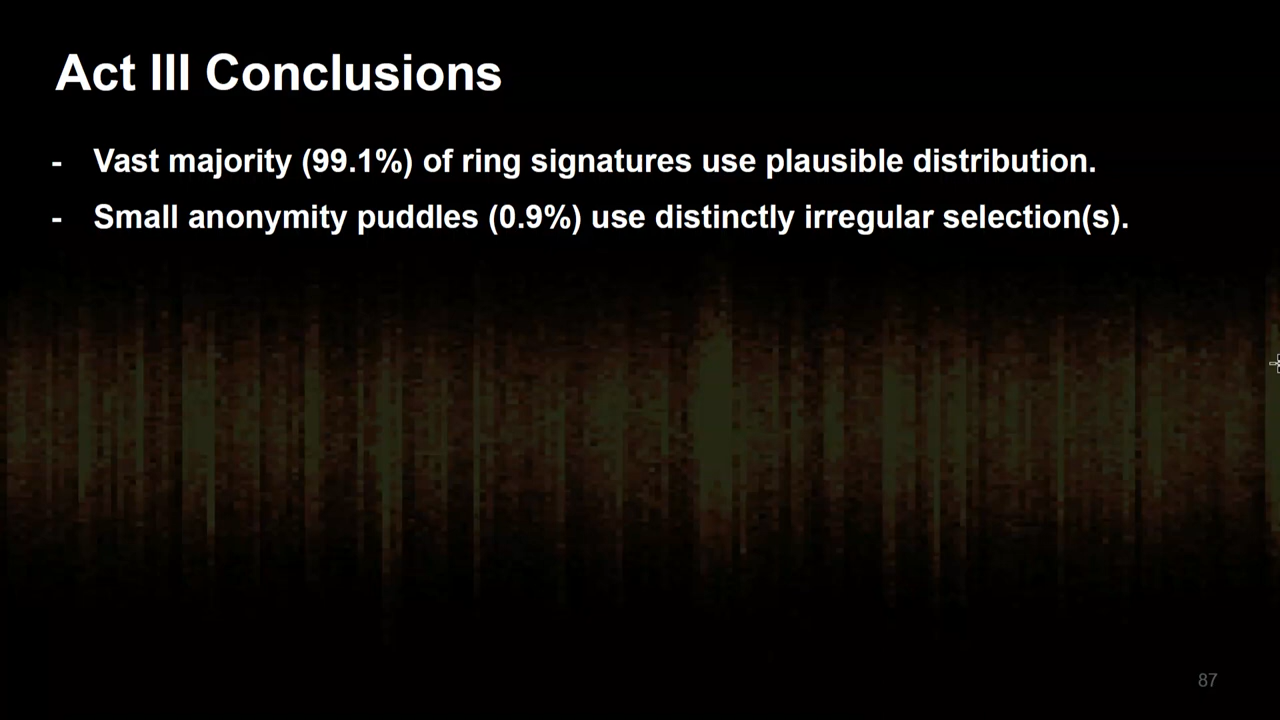 Act III Conclusions
- Vast majority (99.1%) of ring signatures use plausible distribution.
- Small anonymity puddles (0.9%) use distinctly irregular selection(s).
87